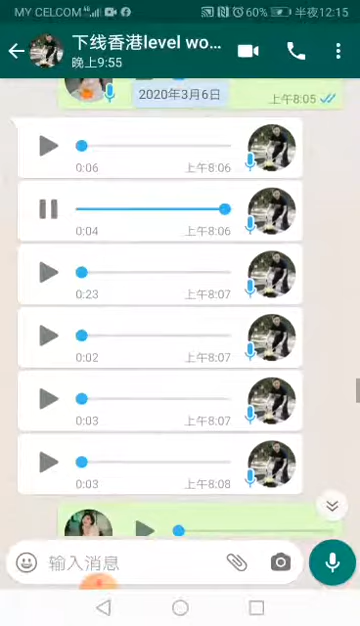 MY CELCOM 4G 60% 半夜12:15
下线香港level wo...
晚上9:55
2020年3月6日
上午8:05
0:06 上午8:06
0:04 上午8:06
0:23 上午8:07
0:02 上午8:07
0:03 上午8:07
0:03 上午8:08
输入消息